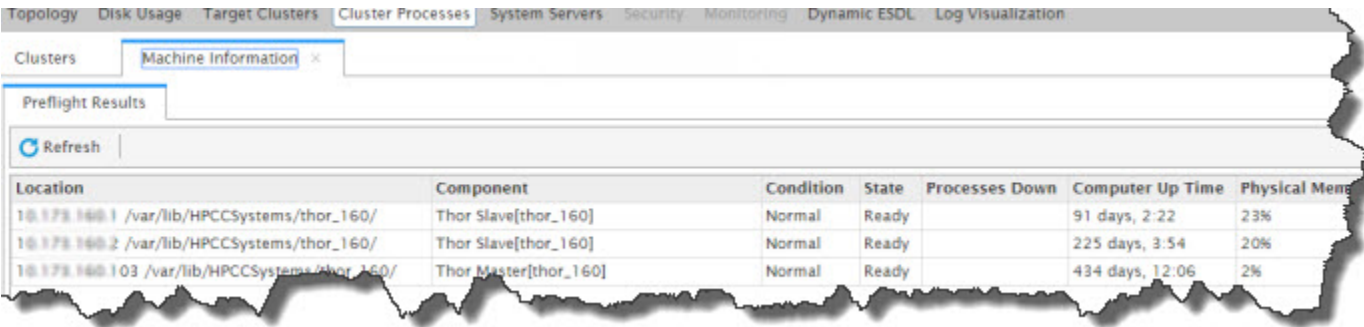 Topology Disk Usage Target Clusters Cluster Processes System Servers Security Monitoring Dynamic ESDL Log Visualization
Clusters Machine Information ×
Preflight Results
Refresh
Location Component Condition State Processes Down Computer Up Time Physical Mem
/var/lib/HPCCSystems/thor_160/ Thor Slave[thor_160] Normal Ready 91 days, 2:22 23%
/var/lib/HPCCSystems/thor_160/ Thor Slave[thor_160] Normal Ready 225 days, 3:54 20%
/var/lib/HPCCSystems/thor_160/ Thor Master[thor_160] Normal Ready 434 days, 12:06 2%